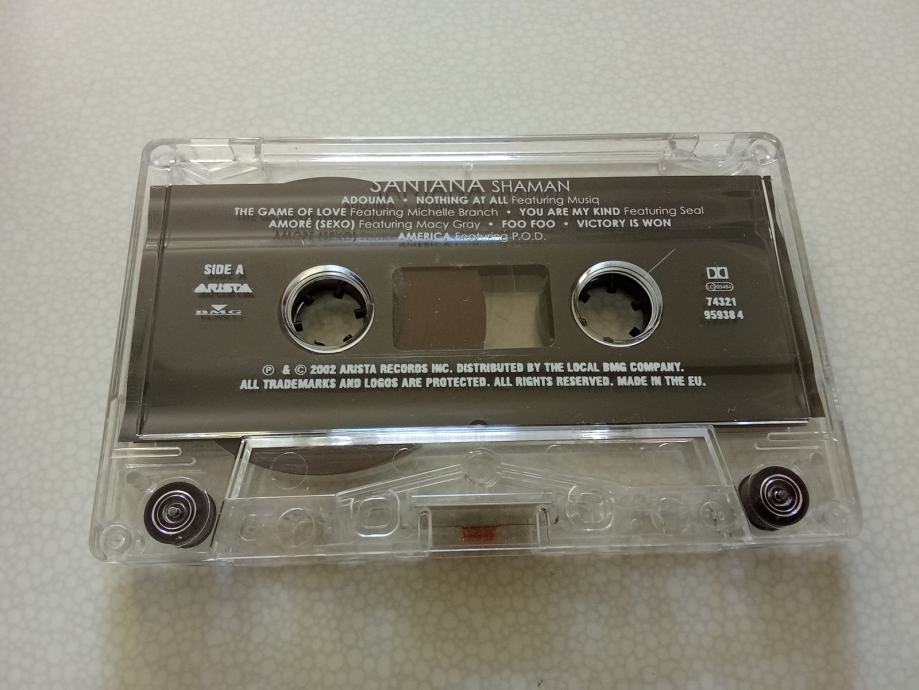 SANTANA SHAMAN
ADOUMA • NOTHING AT ALL Featuring Musiq
THE GAME OF LOVE Featuring Michelle Branch • YOU ARE MY KIND Featuring Seal
AMORÉ (SEXO) Featuring Macy Gray • FOO FOO • VICTORY IS WON
AMERICA Featuring P.O.D.
SIDE A
ARISTA
BMG
74321
95938 4
℗ & © 2002 ARISTA RECORDS INC. DISTRIBUTED BY THE LOCAL BMG COMPANY.
ALL TRADEMARKS AND LOGOS ARE PROTECTED. ALL RIGHTS RESERVED. MADE IN THE EU.